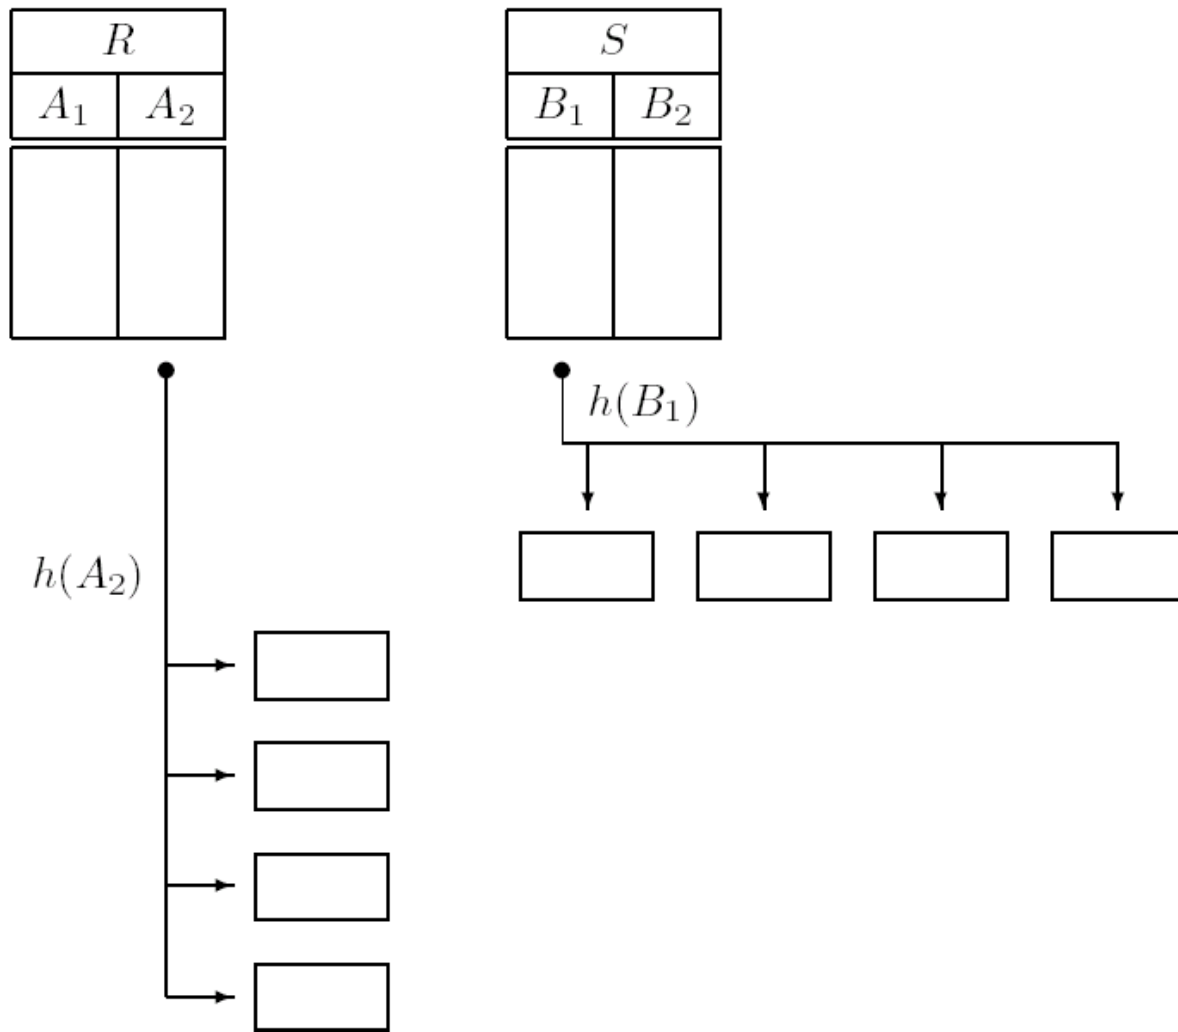 R
A₁ A₂
S
B₁ B₂
h(B₁)
h(A₂)